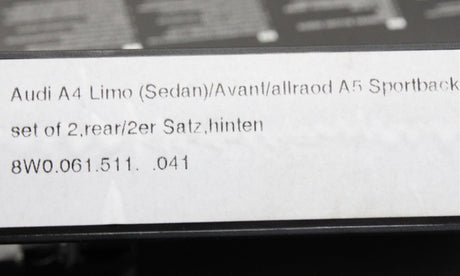 Audi A4 Limo (Sedan)/Avant/allraod A5 Sportback
set of 2,rear/2er Satz,hinten
8W0.061.511. .041